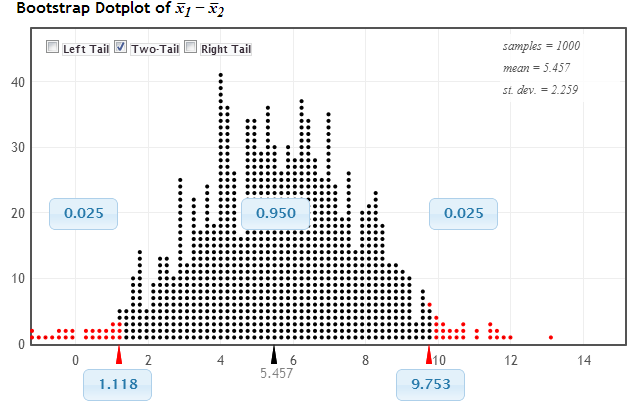 Bootstrap Dotplot of x̄1 − x̄2
Left Tail Two-Tail Right Tail
samples = 1000
mean = 5.457
st. dev. = 2.259
40
30
20
10
0
0.025 0.950 0.025
0 2 4 6 8 10 12 14
5.457
1.118 9.753